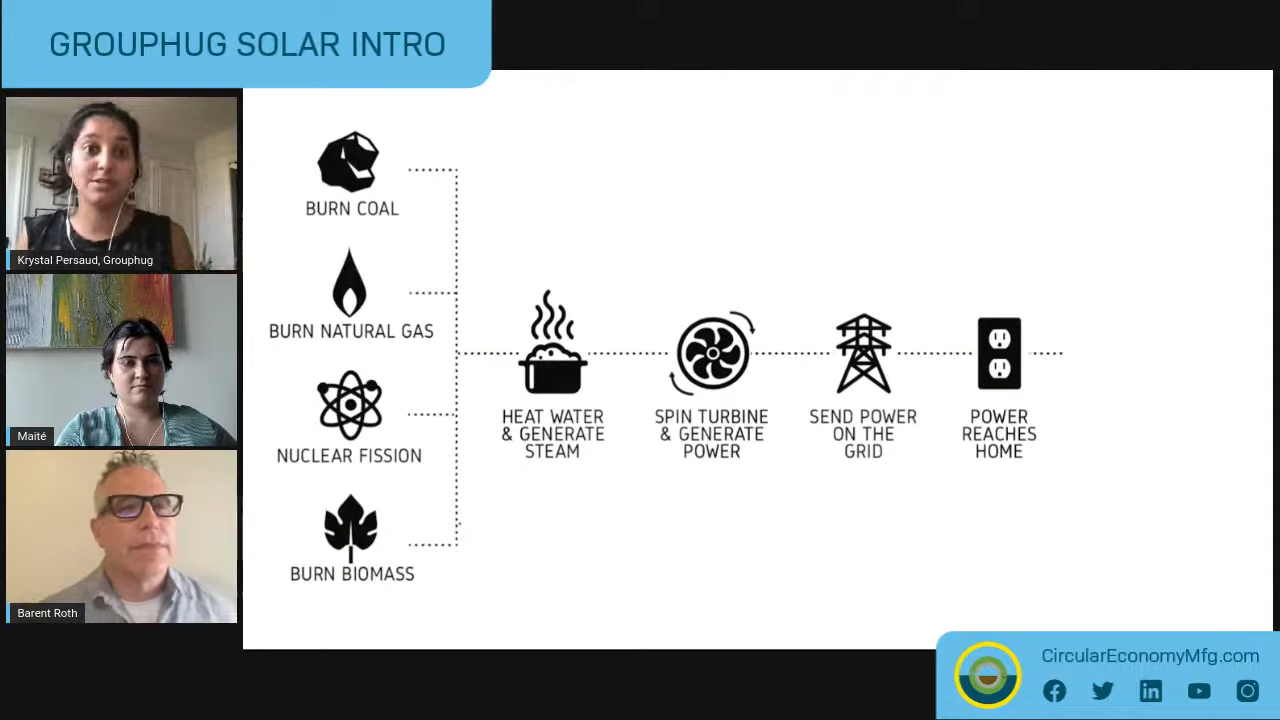 GROUPHUG SOLAR INTRO
Krystal Persaud, Grouphug
Maité
Barent Roth
BURN COAL
BURN NATURAL GAS
NUCLEAR FISSION
BURN BIOMASS
HEAT WATER
& GENERATE
STEAM
SPIN TURBINE
& GENERATE
POWER
SEND POWER
ON THE
GRID
POWER
REACHES
HOME
CircularEconomyMfg.com